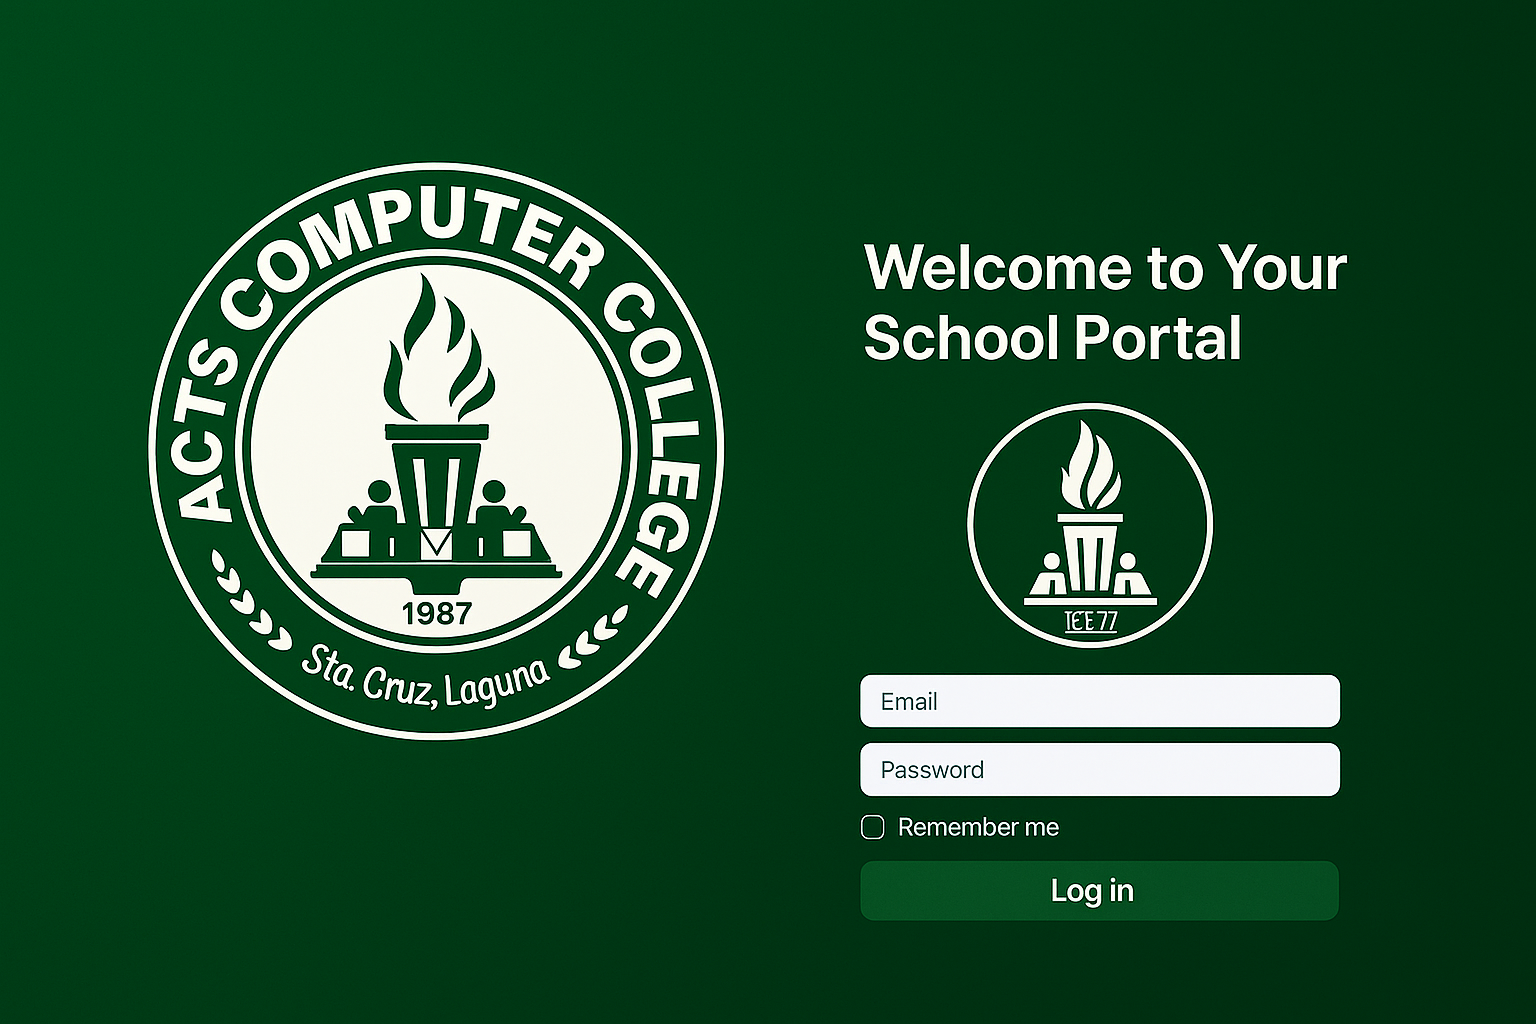 ACTS COMPUTER COLLEGE
1987
Sta. Cruz, Laguna
Welcome to Your
School Portal
TEE 77
Email
Password
Remember me
Log in